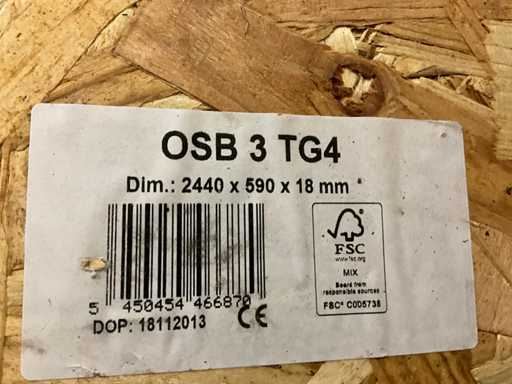 OSB 3 TG4
Dim.: 2440 x 590 x 18 mm
5 450454 466870
DOP: 18112013
CE
FSC
www.fsc.org
MIX
Board from
responsible sources
FSC® C005738